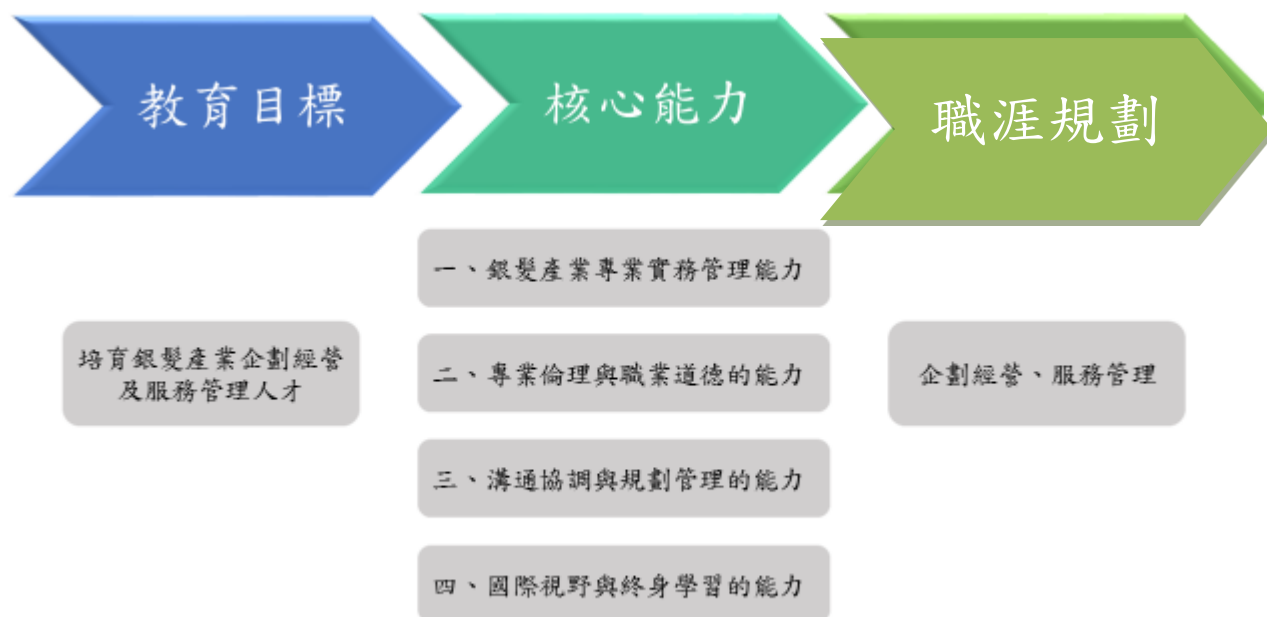 教育目標
核心能力
職涯規劃
培育銀髮產業企劃經營
及服務管理人才
一、銀髮產業專業實務管理能力
二、專業倫理與職業道德的能力
三、溝通協調與規劃管理的能力
四、國際視野與終身學習的能力
企劃經營、服務管理